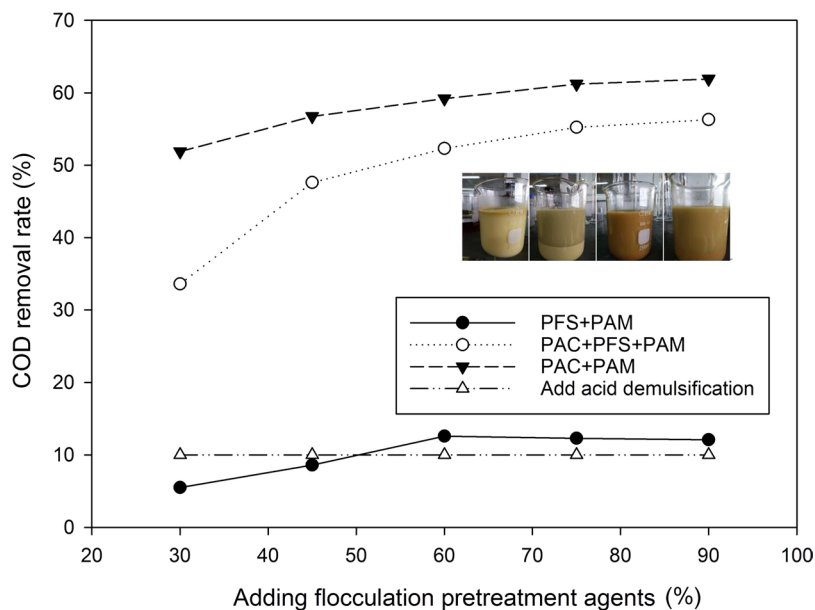 70
60
50
40
30
20
10
0
COD removal rate (%)
PFS+PAM
PAC+PFS+PAM
PAC+PAM
Add acid demulsification
20 30 40 50 60 70 80 90 100
Adding flocculation pretreatment agents (%)